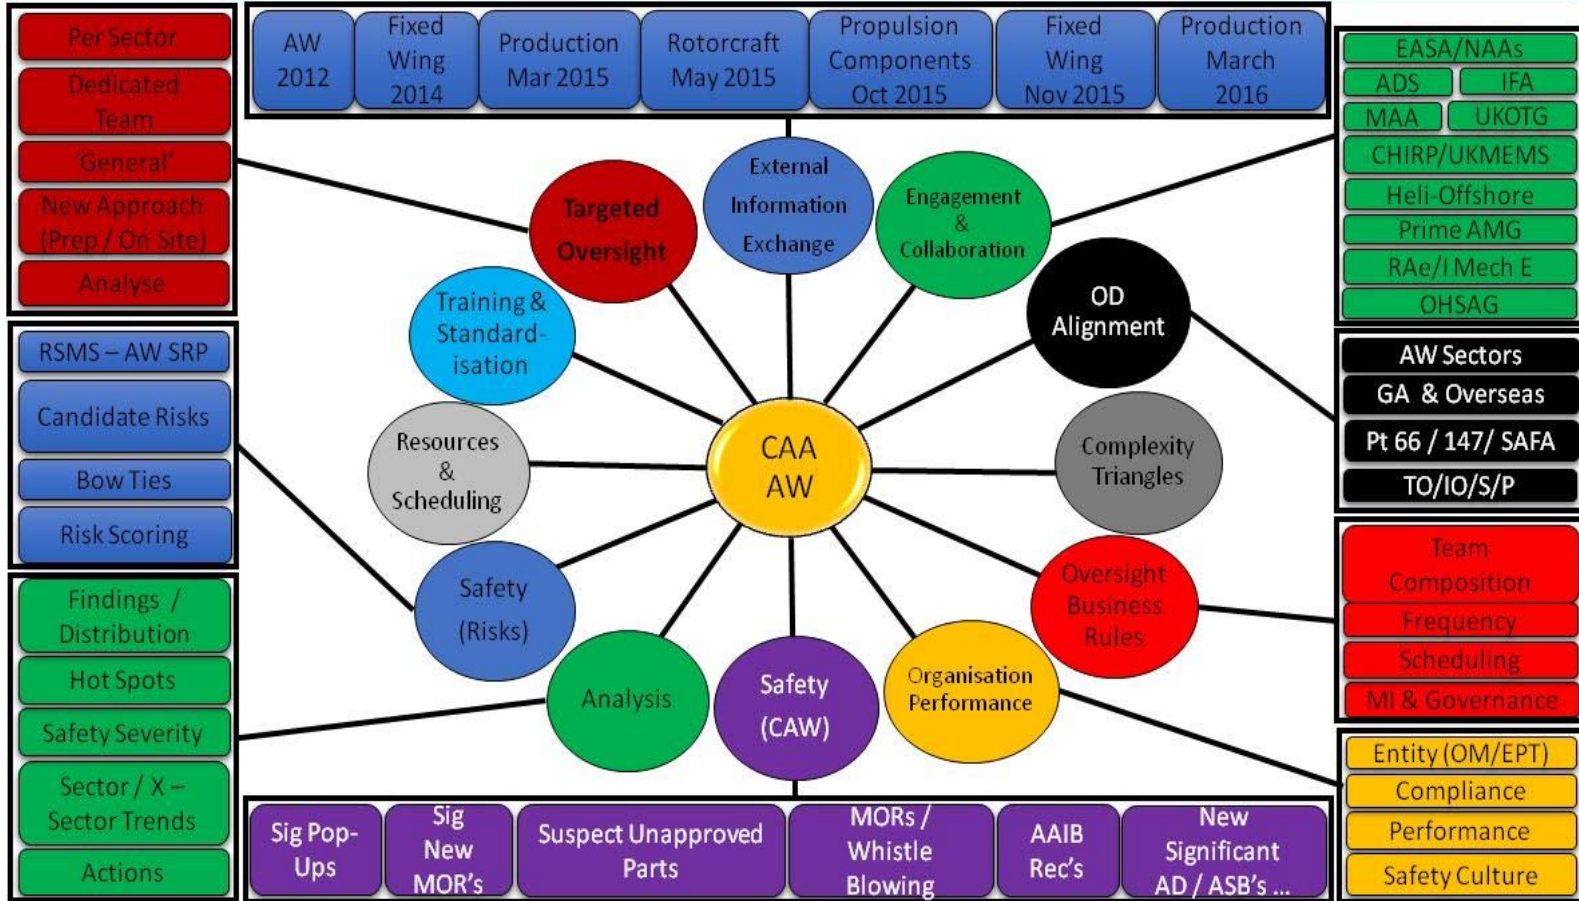 Per Sector
Dedicated
Team
'General'
New Approach
(Prep / On Site)
Analyse
AW
2012
Fixed
Wing
2014
Production
Mar 2015
Rotorcraft
May 2015
Propulsion
Components
Oct 2015
Fixed
Wing
Nov 2015
Production
March
2016
EASA/NAAs
ADS
IFA
MAA
UKOTG
CHIRP/UKMEMS
Heli-Offshore
Prime AMG
RAe/I Mech E
OHSAG
RSMS – AW SRP
Candidate Risks
Bow Ties
Risk Scoring
Targeted
Oversight
External
Information
Exchange
Engagement
&
Collaboration
Training &
Standard-
isation
OD
Alignment
Resources
&
Scheduling
CAA
AW
Complexity
Triangles
Safety
(Risks)
Oversight
Business
Rules
Analysis
Safety
(CAW)
Organisation
Performance
AW Sectors
GA & Overseas
Pt 66 / 147/ SAFA
TO/IO/S/P
Team
Composition
Frequency
Scheduling
MI & Governance
Findings /
Distribution
Hot Spots
Safety Severity
Sector / X –
Sector Trends
Actions
Sig Pop-
Ups
Sig
New
MOR's
Suspect Unapproved
Parts
MORs /
Whistle
Blowing
AAIB
Rec's
New
Significant
AD / ASB's ...
Entity (OM/EPT)
Compliance
Performance
Safety Culture